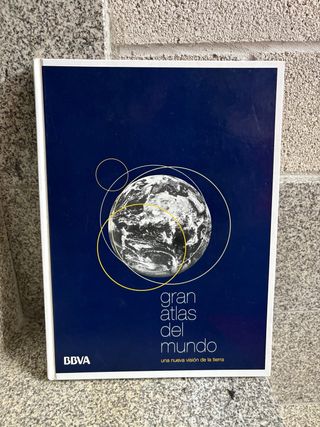 gran
atlas
del
mundo
una nueva visión de la tierra
BBVA